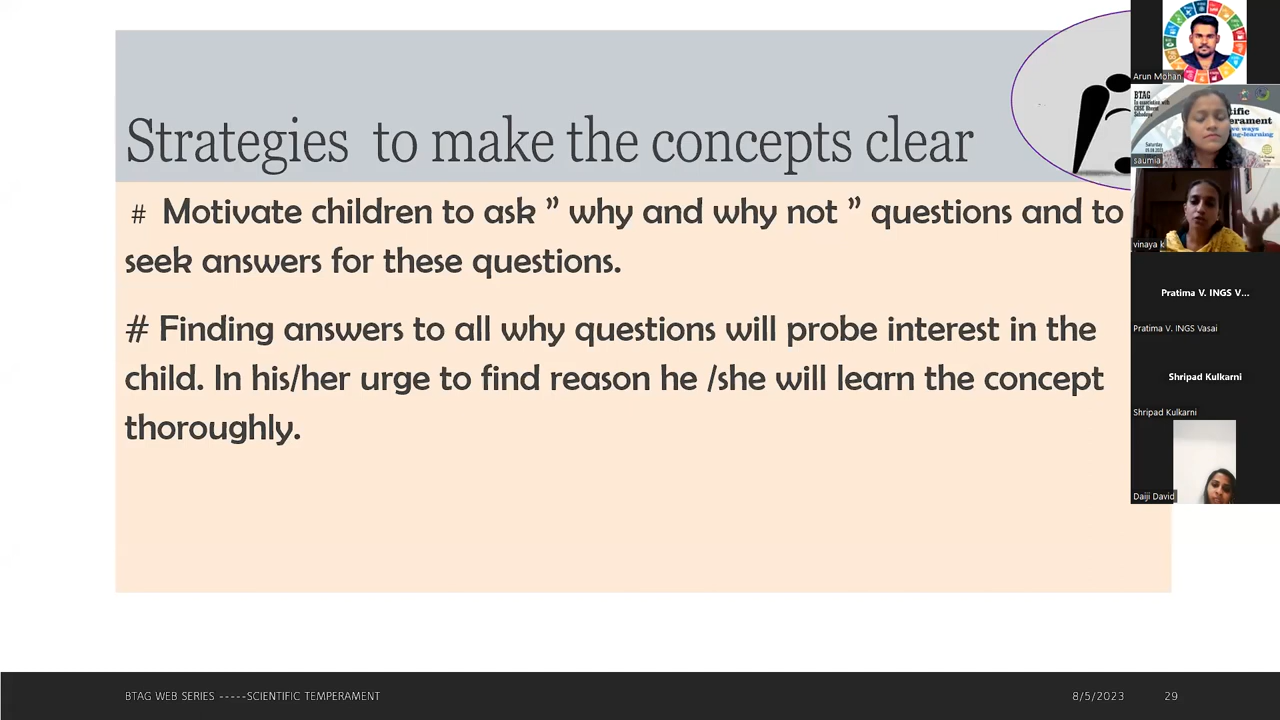 Strategies to make the concepts clear
# Motivate children to ask ” why and why not ” questions and to
seek answers for these questions.
# Finding answers to all why questions will probe interest in the
child. In his/her urge to find reason he /she will learn the concept
thoroughly.
BTAG WEB SERIES -----SCIENTIFIC TEMPERAMENT
8/5/2023
29
Arun Mohan
BTAG
saumia
vinaya k
Pratima V. INGS V...
Pratima V. INGS Vasai
Shripad Kulkarni
Shripad Kulkarni
Daiji David